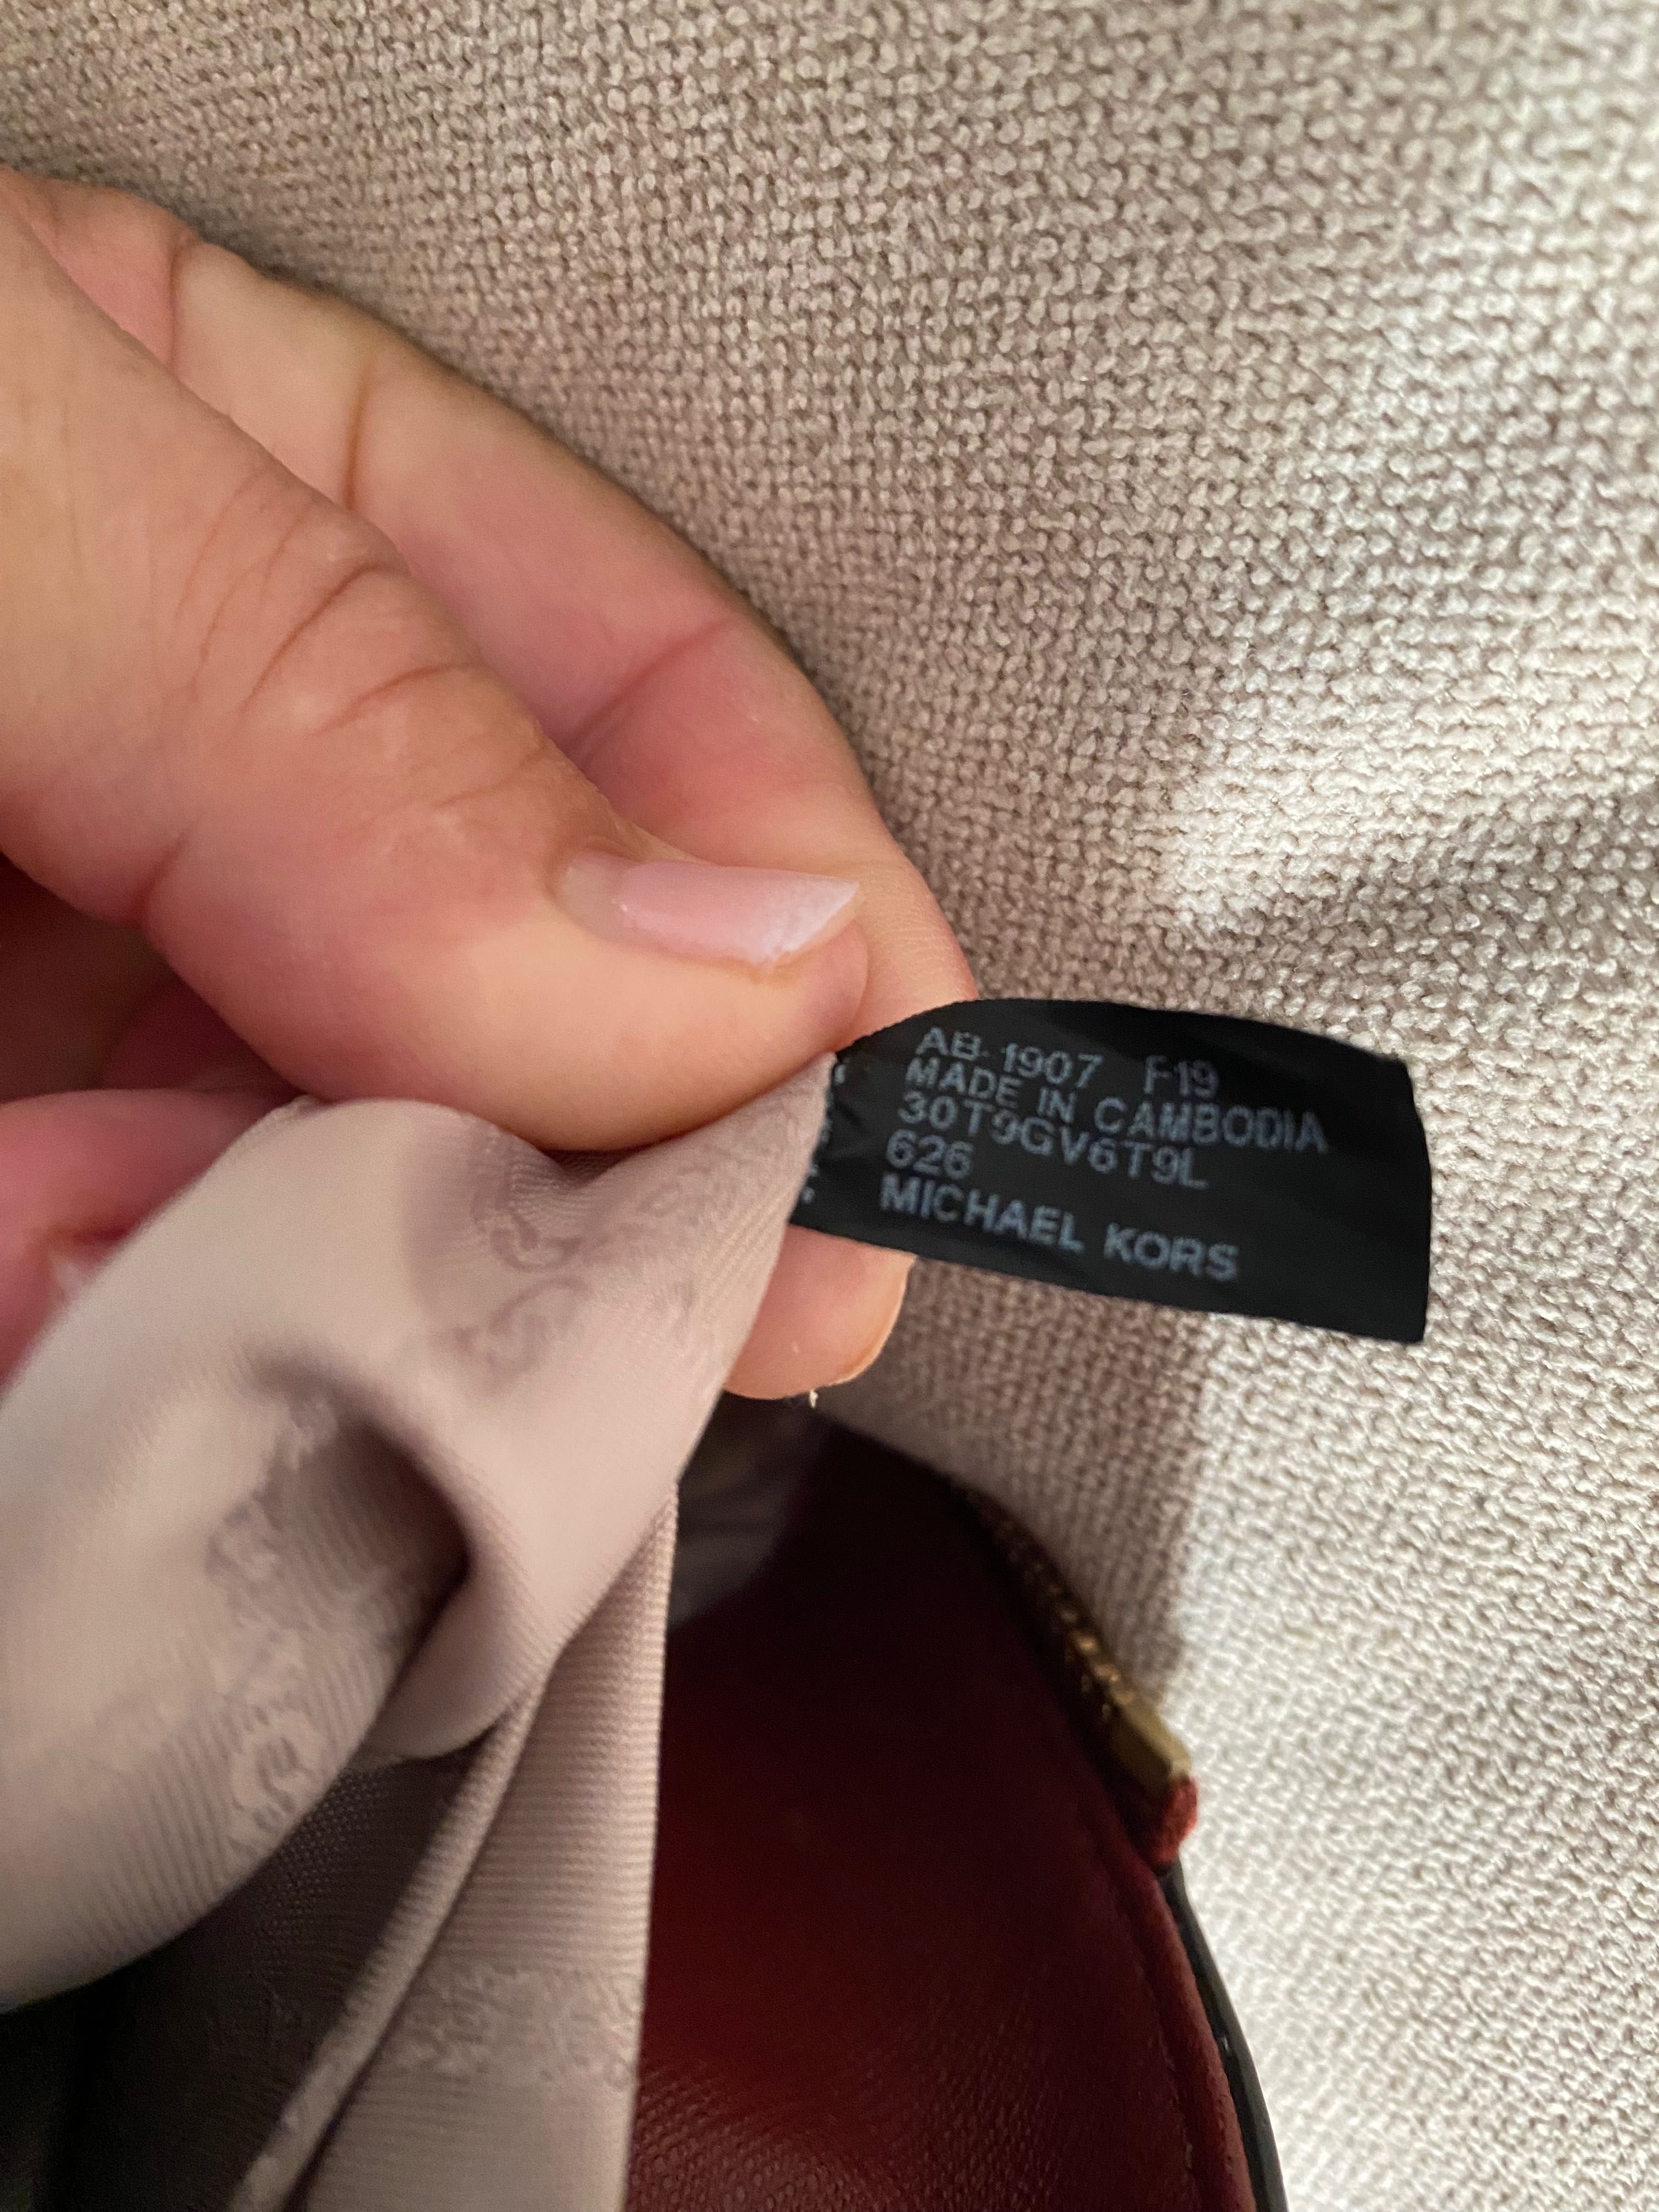 AB-1907 F19
MADE IN CAMBODIA
30T9GV6T9L
626
MICHAEL KORS